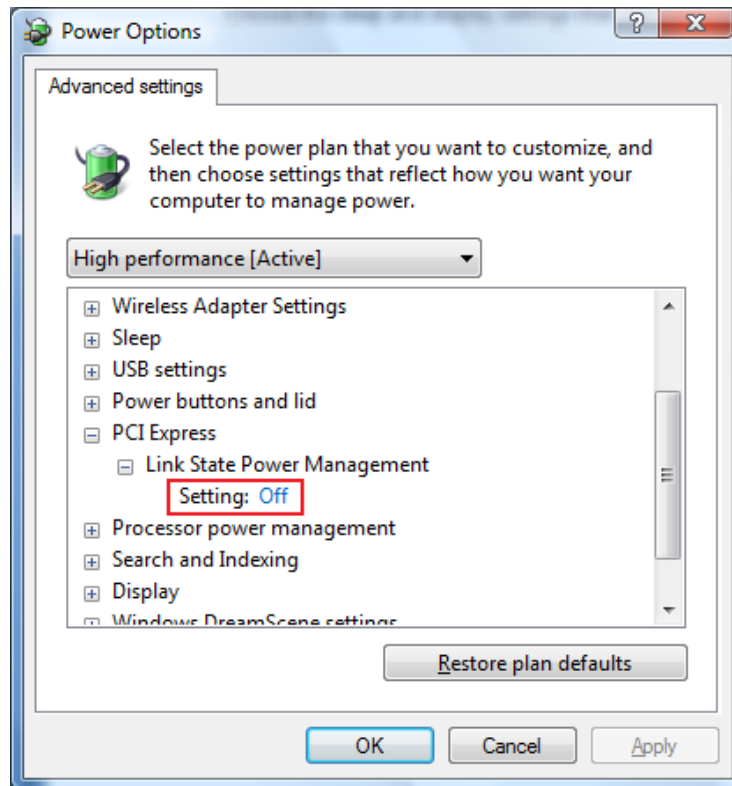 Power Options
Advanced settings
Select the power plan that you want to customize, and
then choose settings that reflect how you want your
computer to manage power.
High performance [Active]
Wireless Adapter Settings
Sleep
USB settings
Power buttons and lid
PCI Express
Link State Power Management
Setting: Off
Processor power management
Search and Indexing
Display
Windows DreamScene settings
Restore plan defaults
OK Cancel Apply